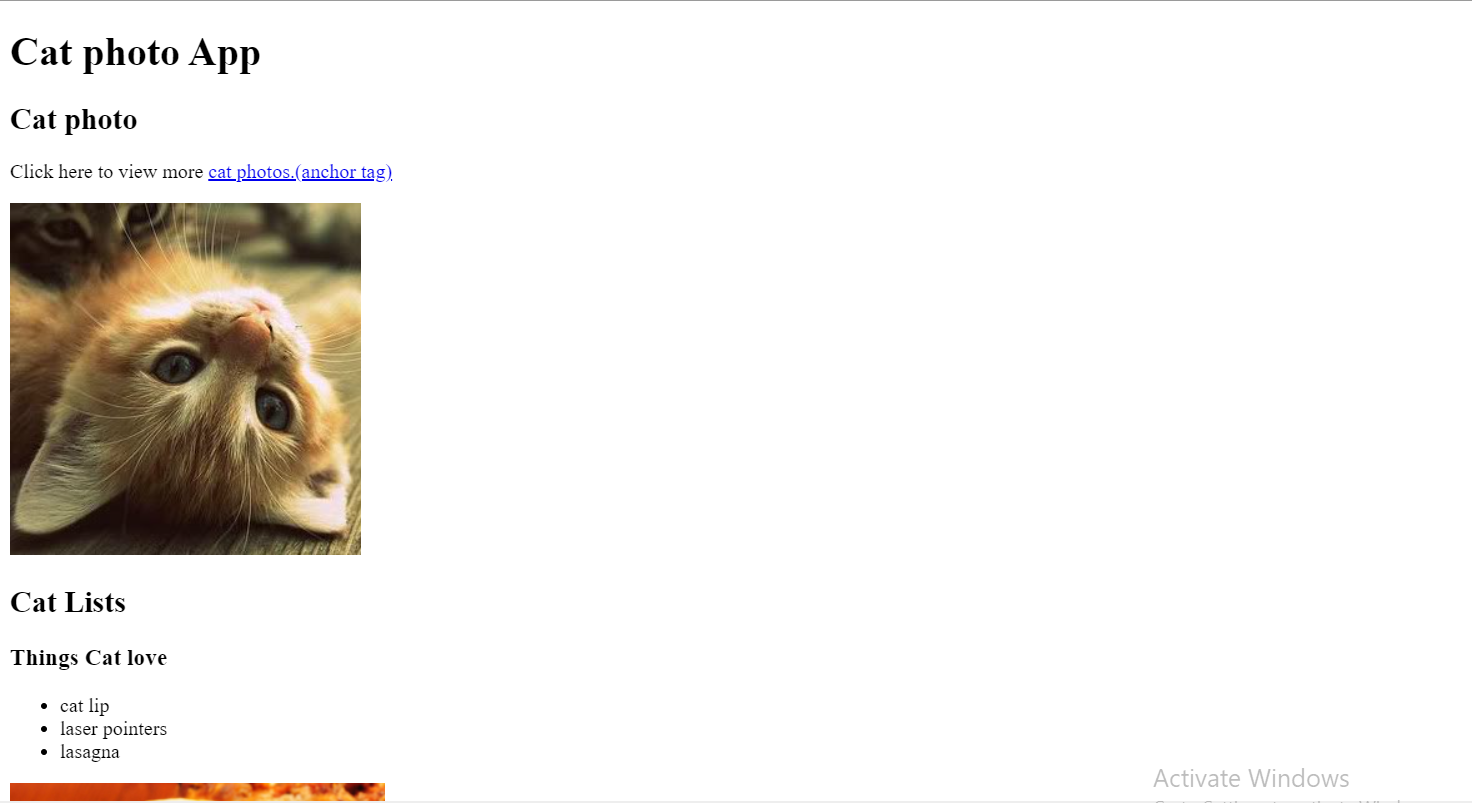 Cat photo App
Cat photo
Click here to view more cat photos.(anchor tag)
Cat Lists
Things Cat love
cat lip
laser pointers
lasagna
Activate Windows